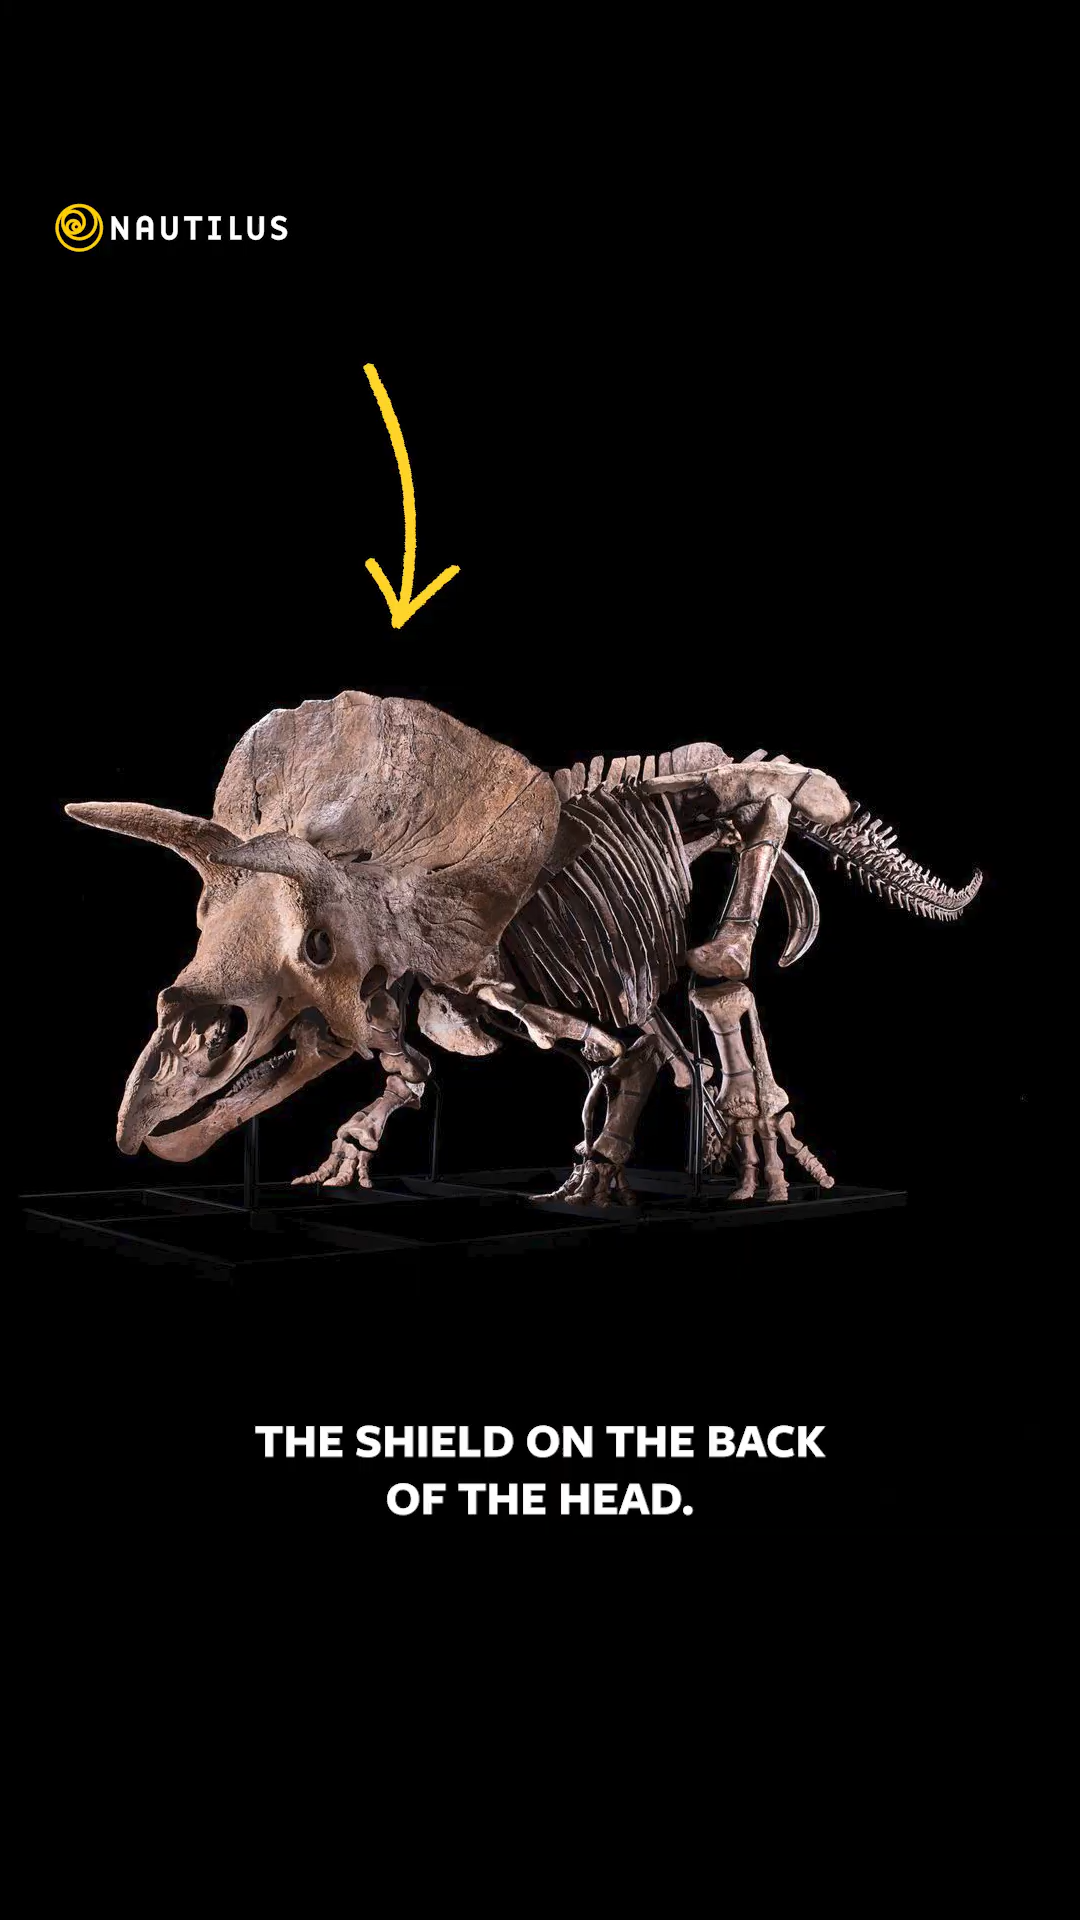 NAUTILUS
THE SHIELD ON THE BACK
OF THE HEAD.